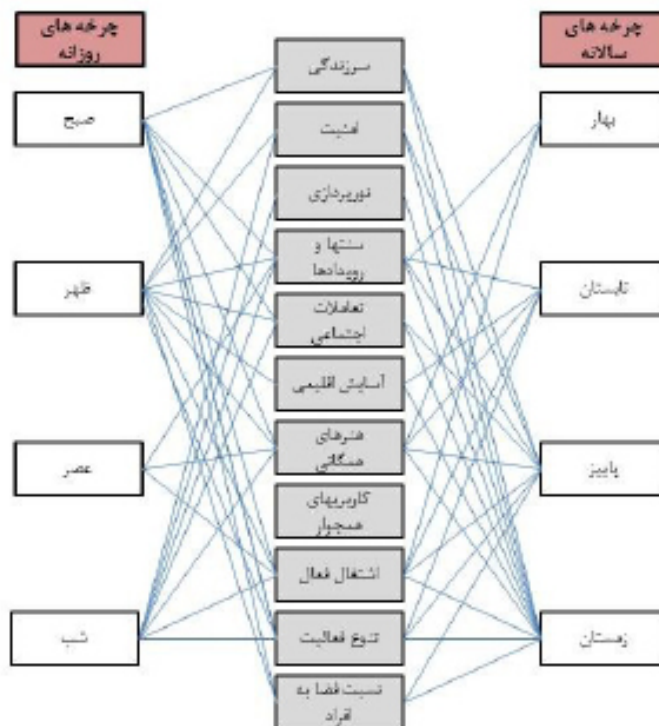 چرخه های
روزانه
چرخه های
سالانه
سرزندگی
صبح
بهار
امنیت
نورپردازی
سنتها و
رویدادها
ظهر
تابستان
تعاملات
اجتماعی
آسایش اقلیمی
هنرهای
همگانی
عصر
پاییز
کاربریهای
همجوار
اشتغال فعال
تنوع فعالیت
شب
زمستان
نسبت فضا به
افراد